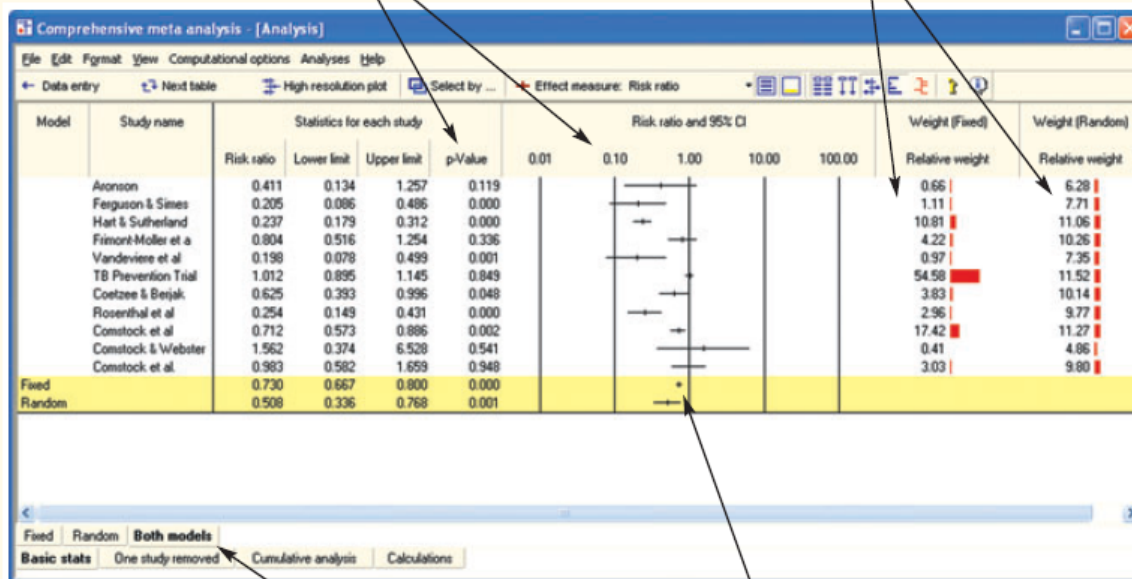 Comprehensive meta analysis - [Analysis]
File Edit Format View Computational options Analyses Help
Data entry Next table High resolution plot Select by ... Effect measure: Risk ratio
Model Study name Statistics for each study Risk ratio and 95% CI Weight (Fixed) Weight (Random)
Risk ratio Lower limit Upper limit p-Value 0.01 0.10 1.00 10.00 100.00 Relative weight Relative weight
Aronson 0.411 0.134 1.257 0.119 0.66 6.28
Ferguson & Simes 0.205 0.086 0.486 0.000 1.11 7.71
Hart & Sutherland 0.237 0.179 0.312 0.000 10.81 11.06
Frimont-Moller et a 0.804 0.516 1.254 0.336 4.22 10.26
Vandeviere et al 0.198 0.078 0.499 0.001 0.97 7.35
TB Prevention Trial 1.012 0.895 1.145 0.849 54.58 11.52
Coetzee & Berjak 0.625 0.393 0.996 0.048 3.83 10.14
Rosenthal et al 0.254 0.149 0.431 0.000 2.96 9.77
Comstock et al 0.712 0.573 0.886 0.002 17.42 11.27
Comstock & Webster 1.562 0.374 6.528 0.541 0.41 4.86
Comstock et al. 0.983 0.582 1.659 0.948 3.03 9.80
Fixed 0.730 0.667 0.800 0.000
Random 0.508 0.336 0.768 0.001
Fixed Random Both models
Basic stats One study removed Cumulative analysis Calculations